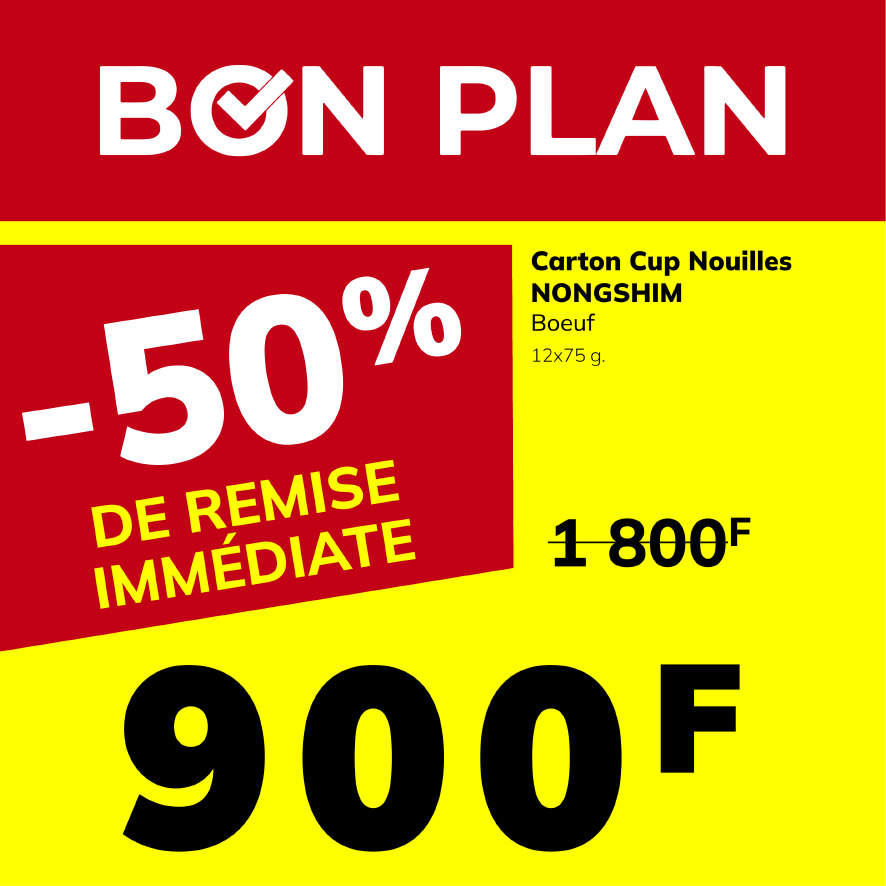 BON PLAN
-50%
DE REMISE
IMMÉDIATE
Carton Cup Nouilles
NONGSHIM
Boeuf
12x75 g.
1 800F
900F